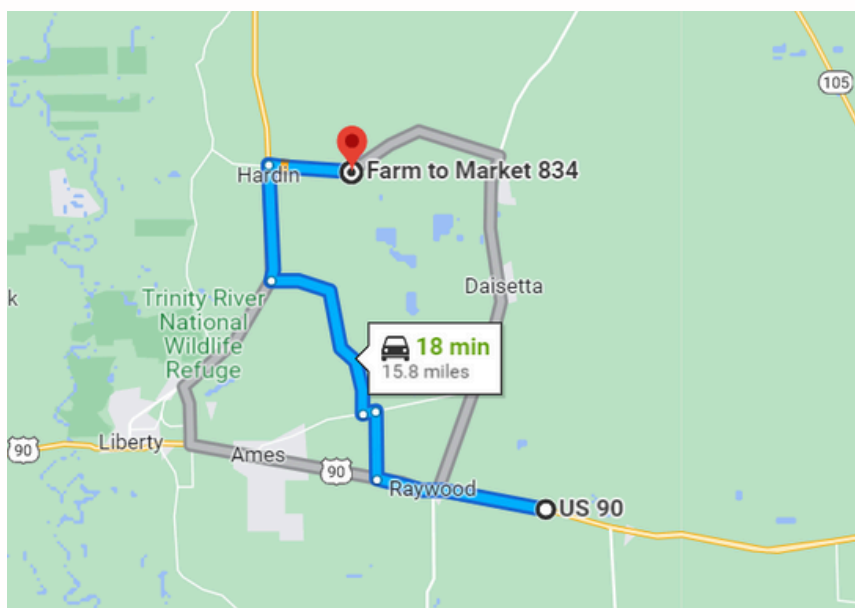 105
Hardin
Farm to Market 834
Daisetta
k
Trinity River
National
Wildlife
Refuge
18 min
15.8 miles
90
Liberty
Ames
90
Raywood
US 90